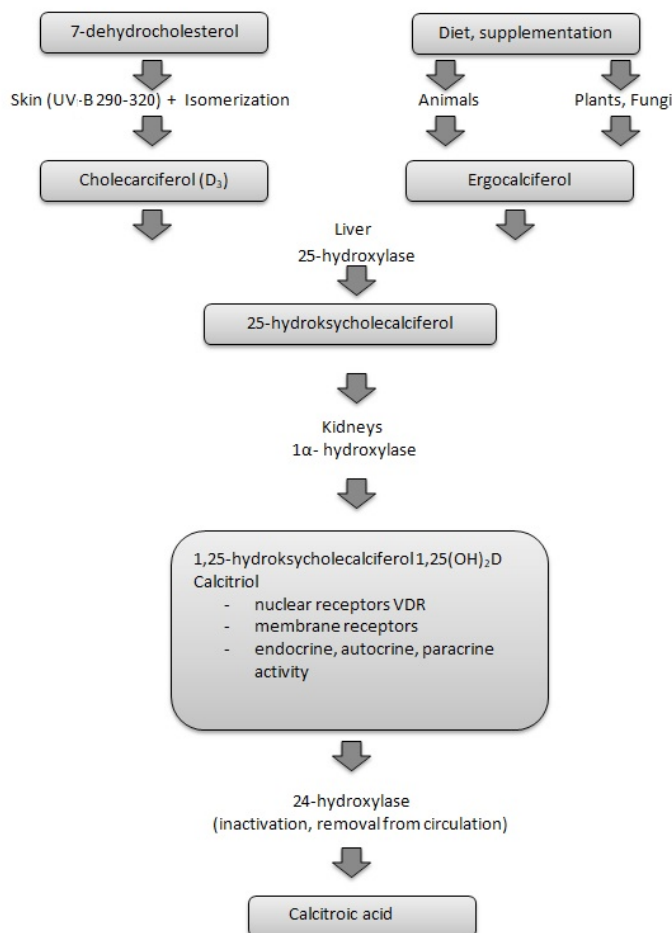 7-dehydrocholesterol
Diet, supplementation
Skin (UV-B 290-320) + Isomerization
Animals
Plants, Fungi
Cholecarciferol (D₃)
Ergocalciferol
Liver
25-hydroxylase
25-hydroksycholecalciferol
Kidneys
1α- hydroxylase
1,25-hydroksycholecalciferol 1,25(OH)₂D
Calcitriol
- nuclear receptors VDR
- membrane receptors
- endocrine, autocrine, paracrine
activity
24-hydroxylase
(inactivation, removal from circulation)
Calcitroic acid